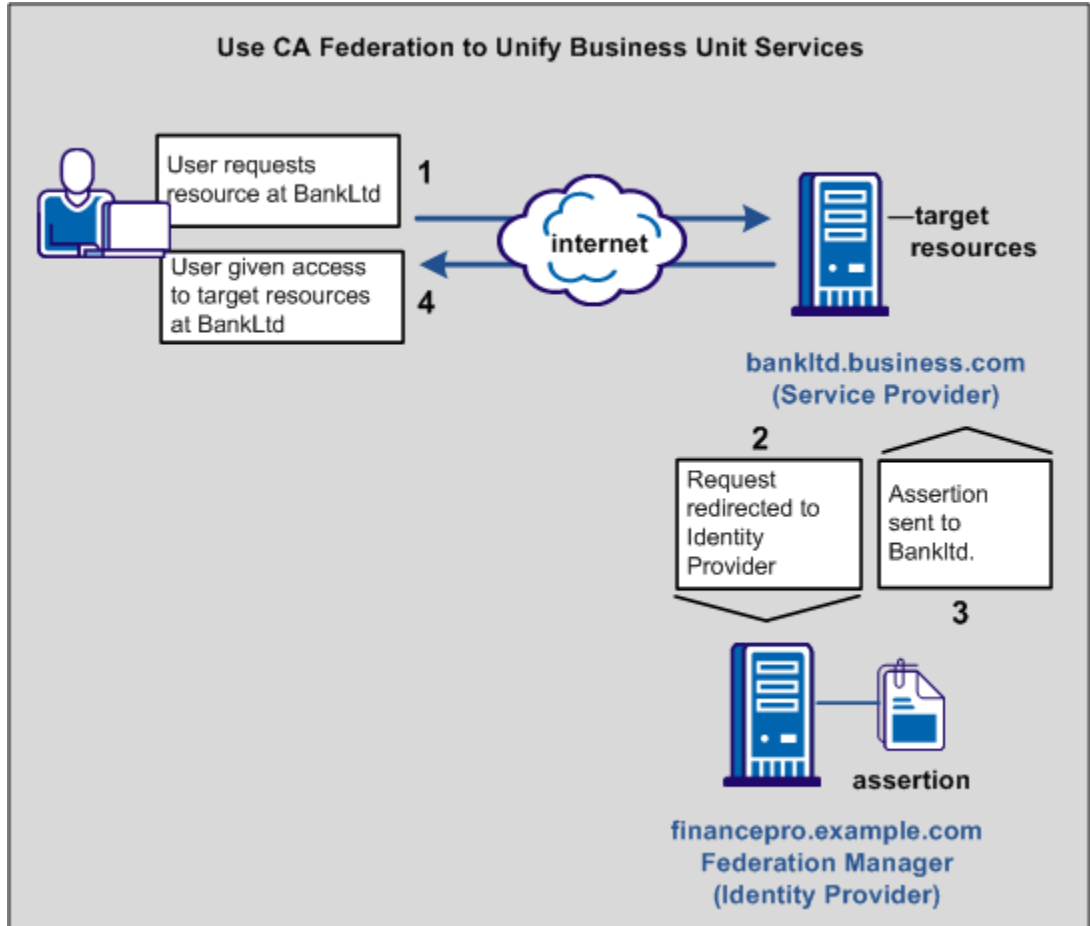 Use CA Federation to Unify Business Unit Services
User requests
resource at BankLtd
1
User given access
to target resources
at BankLtd
4
internet
target
resources
bankltd.business.com
(Service Provider)
2
Request
redirected to
Identity
Provider
Assertion
sent to
Bankltd.
3
assertion
financepro.example.com
Federation Manager
(Identity Provider)